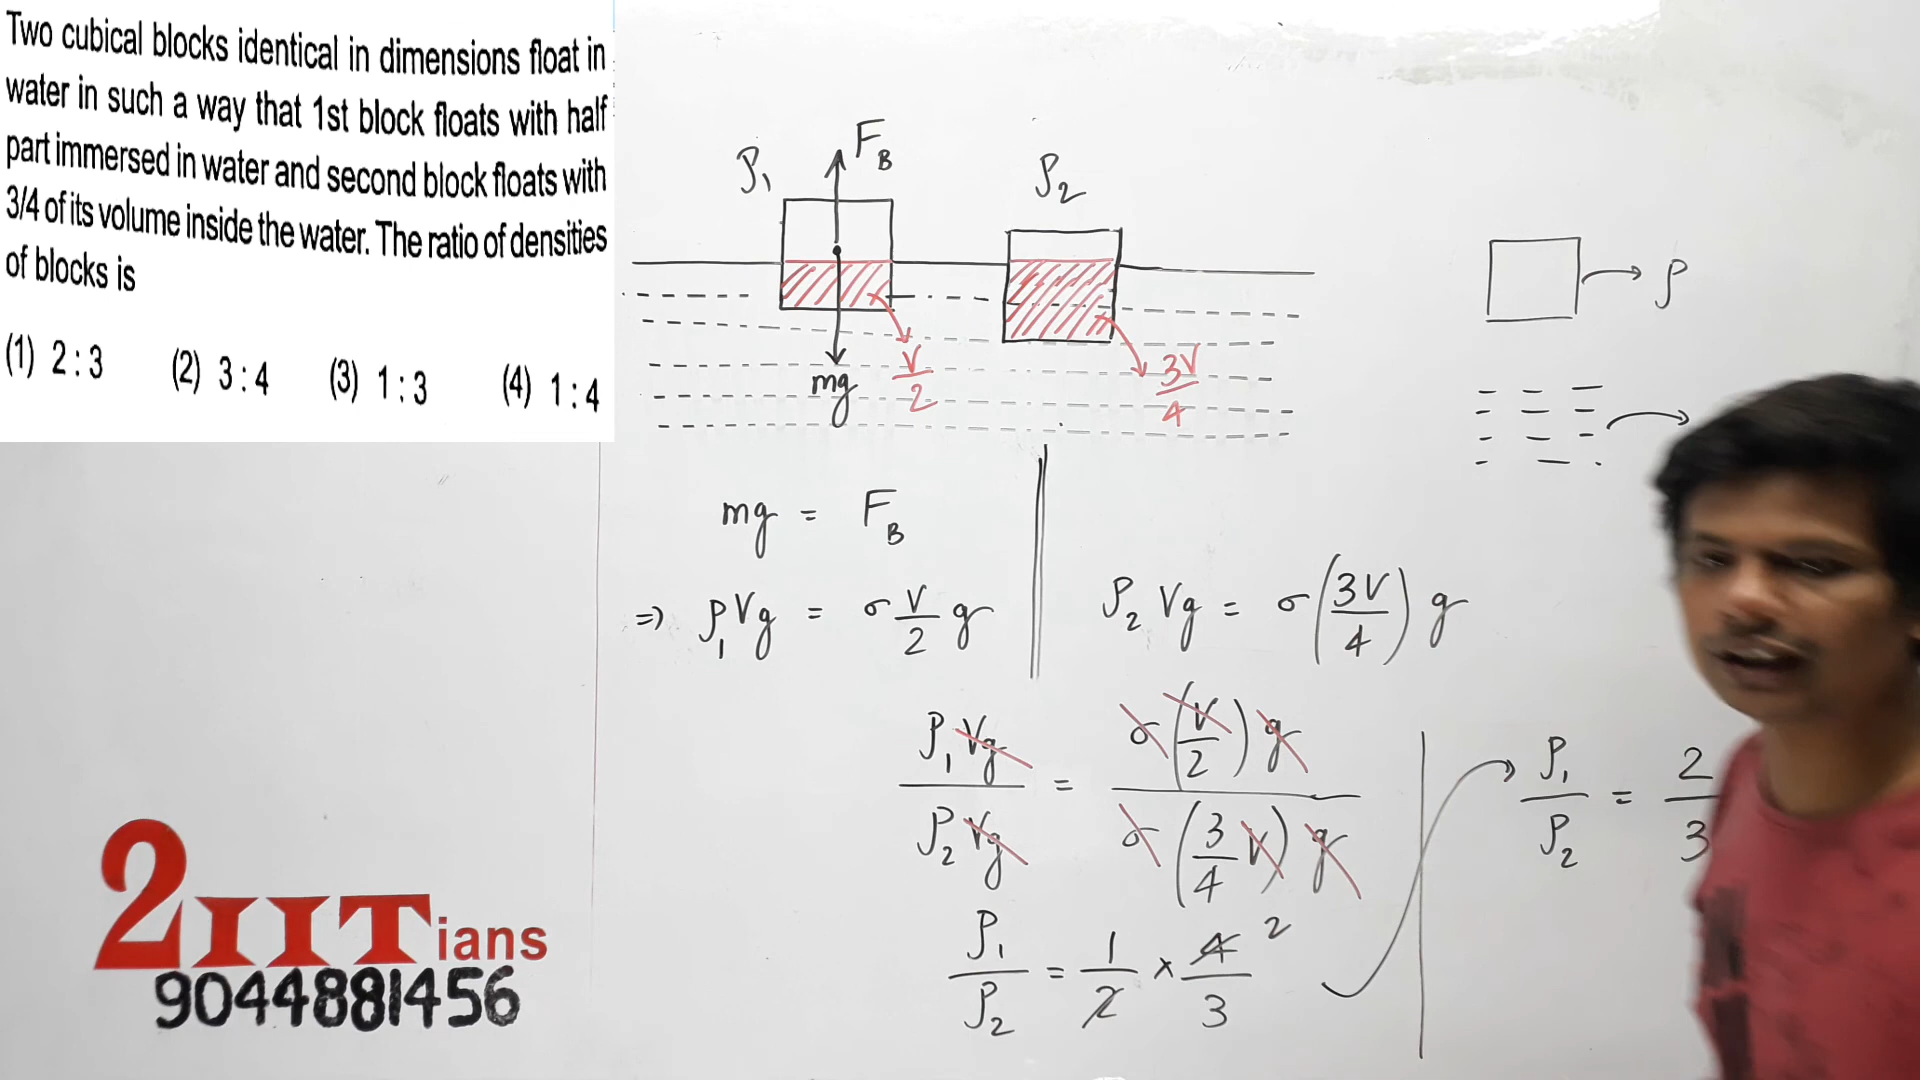 Two cubical blocks identical in dimensions float in
water in such a way that 1st block floats with half
part immersed in water and second block floats with
3/4 of its volume inside the water. The ratio of densities
of blocks is
(1) 2 : 3 (2) 3 : 4 (3) 1 : 3 (4) 1 : 4
ρ₁ F_B ρ₂
ρ
mg V/2 3V/4
mg = F_B
⇒ ρ₁Vg = σ V/2 g ρ₂Vg = σ(3V/4)g
ρ₁Vg/ρ₂Vg = σ(V/2)g/σ(3/4 V)g
ρ₁/ρ₂ = 2/3
ρ₁/ρ₂ = 1/2 × 4/3 2
2IITians
9044881456